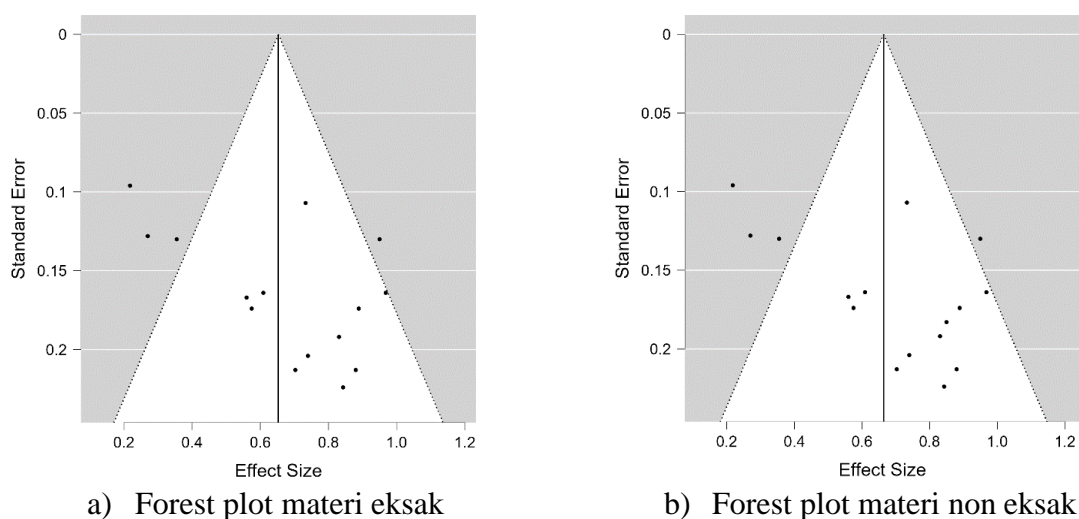 0
0.05
0.1
0.15
0.2
Standard Error
0.2 0.4 0.6 0.8 1.0 1.2
Effect Size
a) Forest plot materi eksak
0
0.05
0.1
0.15
0.2
Standard Error
0.2 0.4 0.6 0.8 1.0 1.2
Effect Size
b) Forest plot materi non eksak